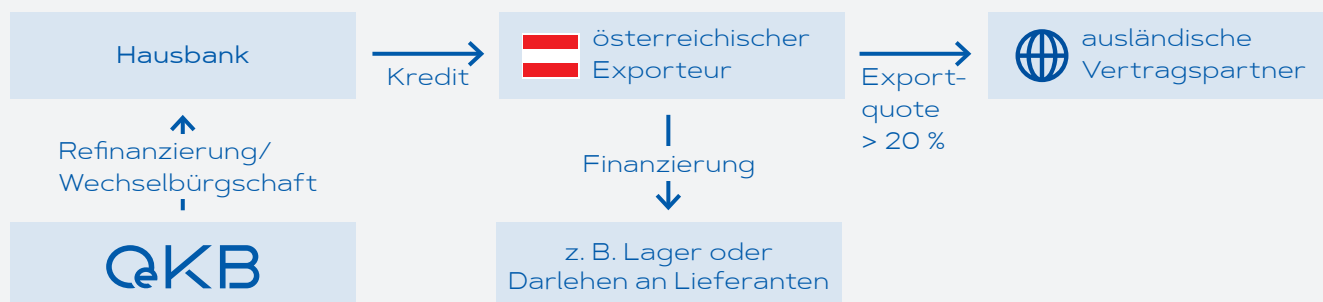 Hausbank
Kredit
österreichischer
Exporteur
Export-
quote
> 20 %
ausländische
Vertragspartner
Refinanzierung/
Wechselbürgschaft
Finanzierung
OeKB
z. B. Lager oder
Darlehen an Lieferanten